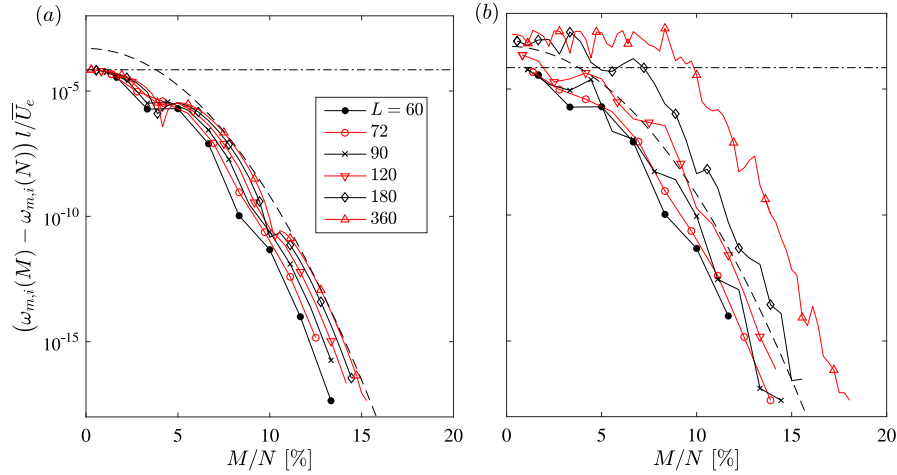 (a)
(b)
(ω_{m,i}(M) − ω_{m,i}(N)) l/\overline{U}_e
10^{-5}
10^{-10}
10^{-15}
L = 60
72
90
120
180
360
0 5 10 15 20
0 5 10 15 20
M/N [%]
M/N [%]